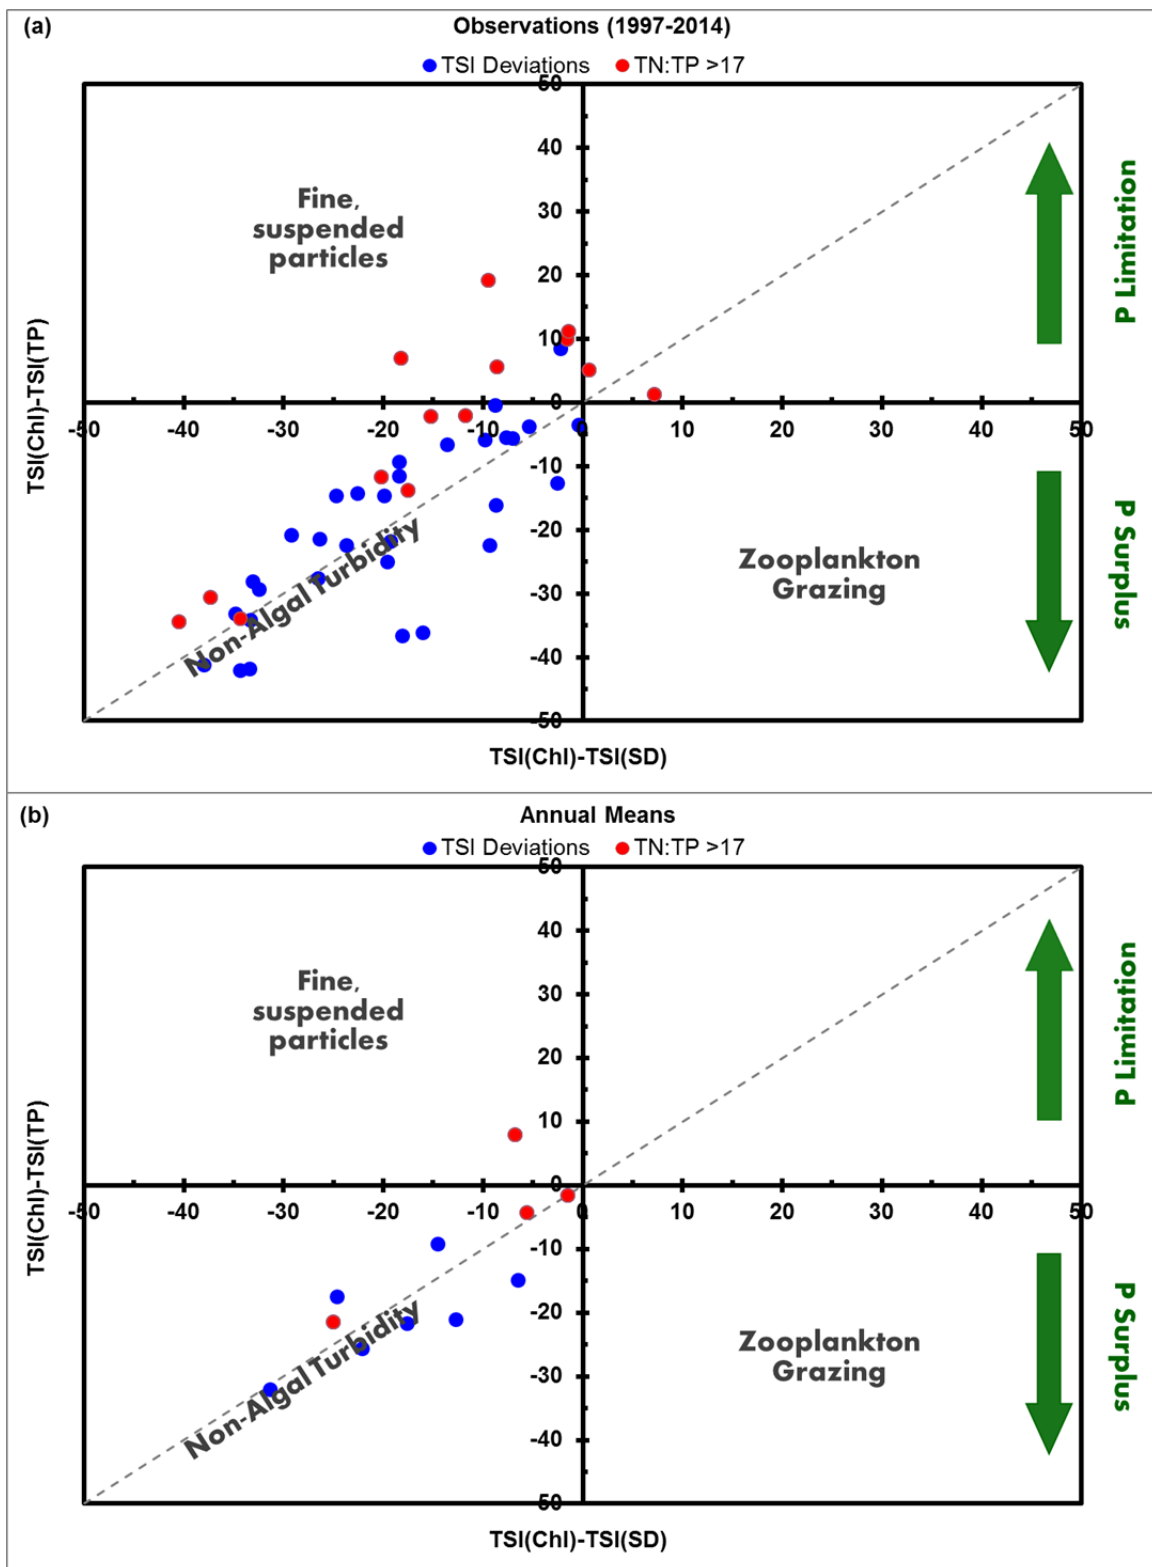 (a)
Observations (1997-2014)
TSI Deviations TN:TP >17
50
40
30
20
10
0
-10
-20
-30
-40
-50
-50 -40 -30 -20 -10 0 10 20 30 40 50
Fine,
suspended
particles
Non-Algal Turbidity
Zooplankton
Grazing
P Limitation
P Surplus
TSI(Chl)-TSI(TP)
TSI(Chl)-TSI(SD)
(b)
Annual Means
TSI Deviations TN:TP >17
50
40
30
20
10
0
-10
-20
-30
-40
-50
-50 -40 -30 -20 -10 0 10 20 30 40 50
Fine,
suspended
particles
Non-Algal Turbidity
Zooplankton
Grazing
P Limitation
P Surplus
TSI(Chl)-TSI(TP)
TSI(Chl)-TSI(SD)